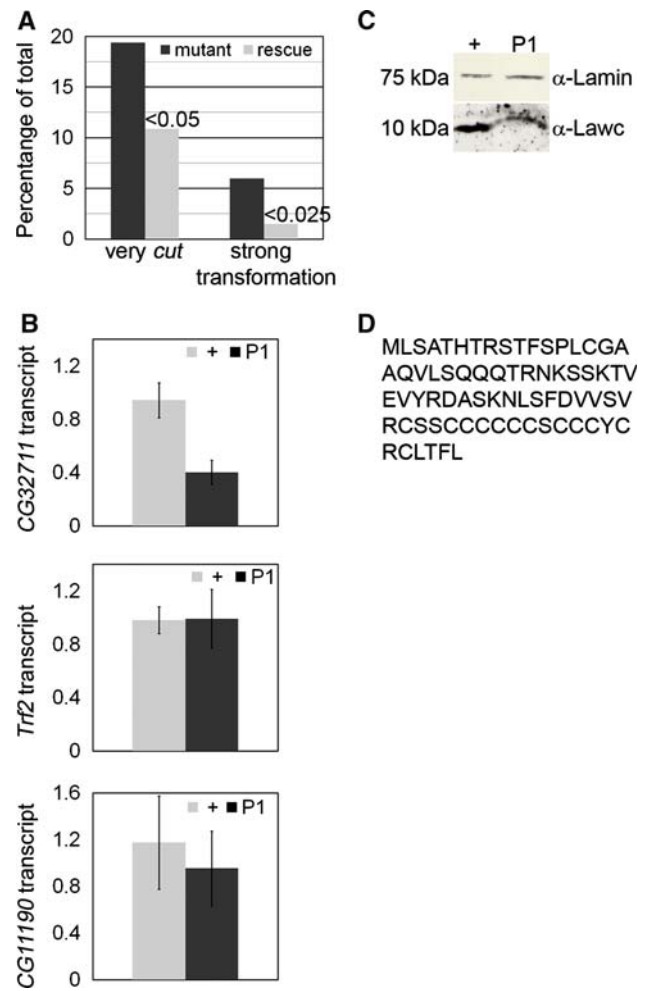 A
Percentange of total
20
15
10
5
0
mutant rescue
<0.05
<0.025
very cut
strong transformation
B
CG32711 transcript
1.2
0.8
0.4
0
+ P1
Trf2 transcript
1.2
0.8
0.4
0
+ P1
CG11190 transcript
1.6
1.2
0.8
0.4
0
+ P1
C
+ P1
75 kDa α-Lamin
10 kDa α-Lawc
D
MLSATHTRSTFSPLCGA
AQVLSQQQTRNKSSKTV
EVYRDASKNLSFDVVSV
RCSSCCCCCCSCCCYC
RCLTFL